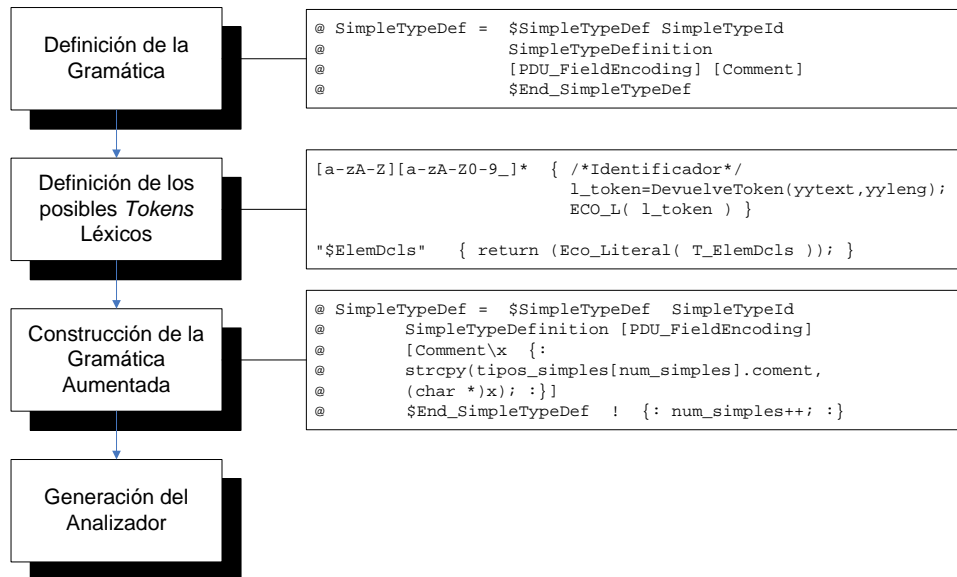 Definición de la
Gramática
@ SimpleTypeDef =  $SimpleTypeDef SimpleTypeId
@                  SimpleTypeDefinition
@                  [PDU_FieldEncoding] [Comment]
@                  $End_SimpleTypeDef
Definición de los
posibles Tokens
Léxicos
[a-zA-Z][a-zA-Z0-9_]*  { /*Identificador*/
l_token=DevuelveToken(yytext,yyleng);
ECO_L( l_token ) }
"$ElemDcls"   { return (Eco_Literal( T_ElemDcls )); }
Construcción de la
Gramática
Aumentada
@ SimpleTypeDef =  $SimpleTypeDef  SimpleTypeId
@        SimpleTypeDefinition [PDU_FieldEncoding]
@        [Comment\x  {:
@        strcpy(tipos_simples[num_simples].coment,
@        (char *)x); :}]
@        $End_SimpleTypeDef  !  {: num_simples++; :}
Generación del
Analizador